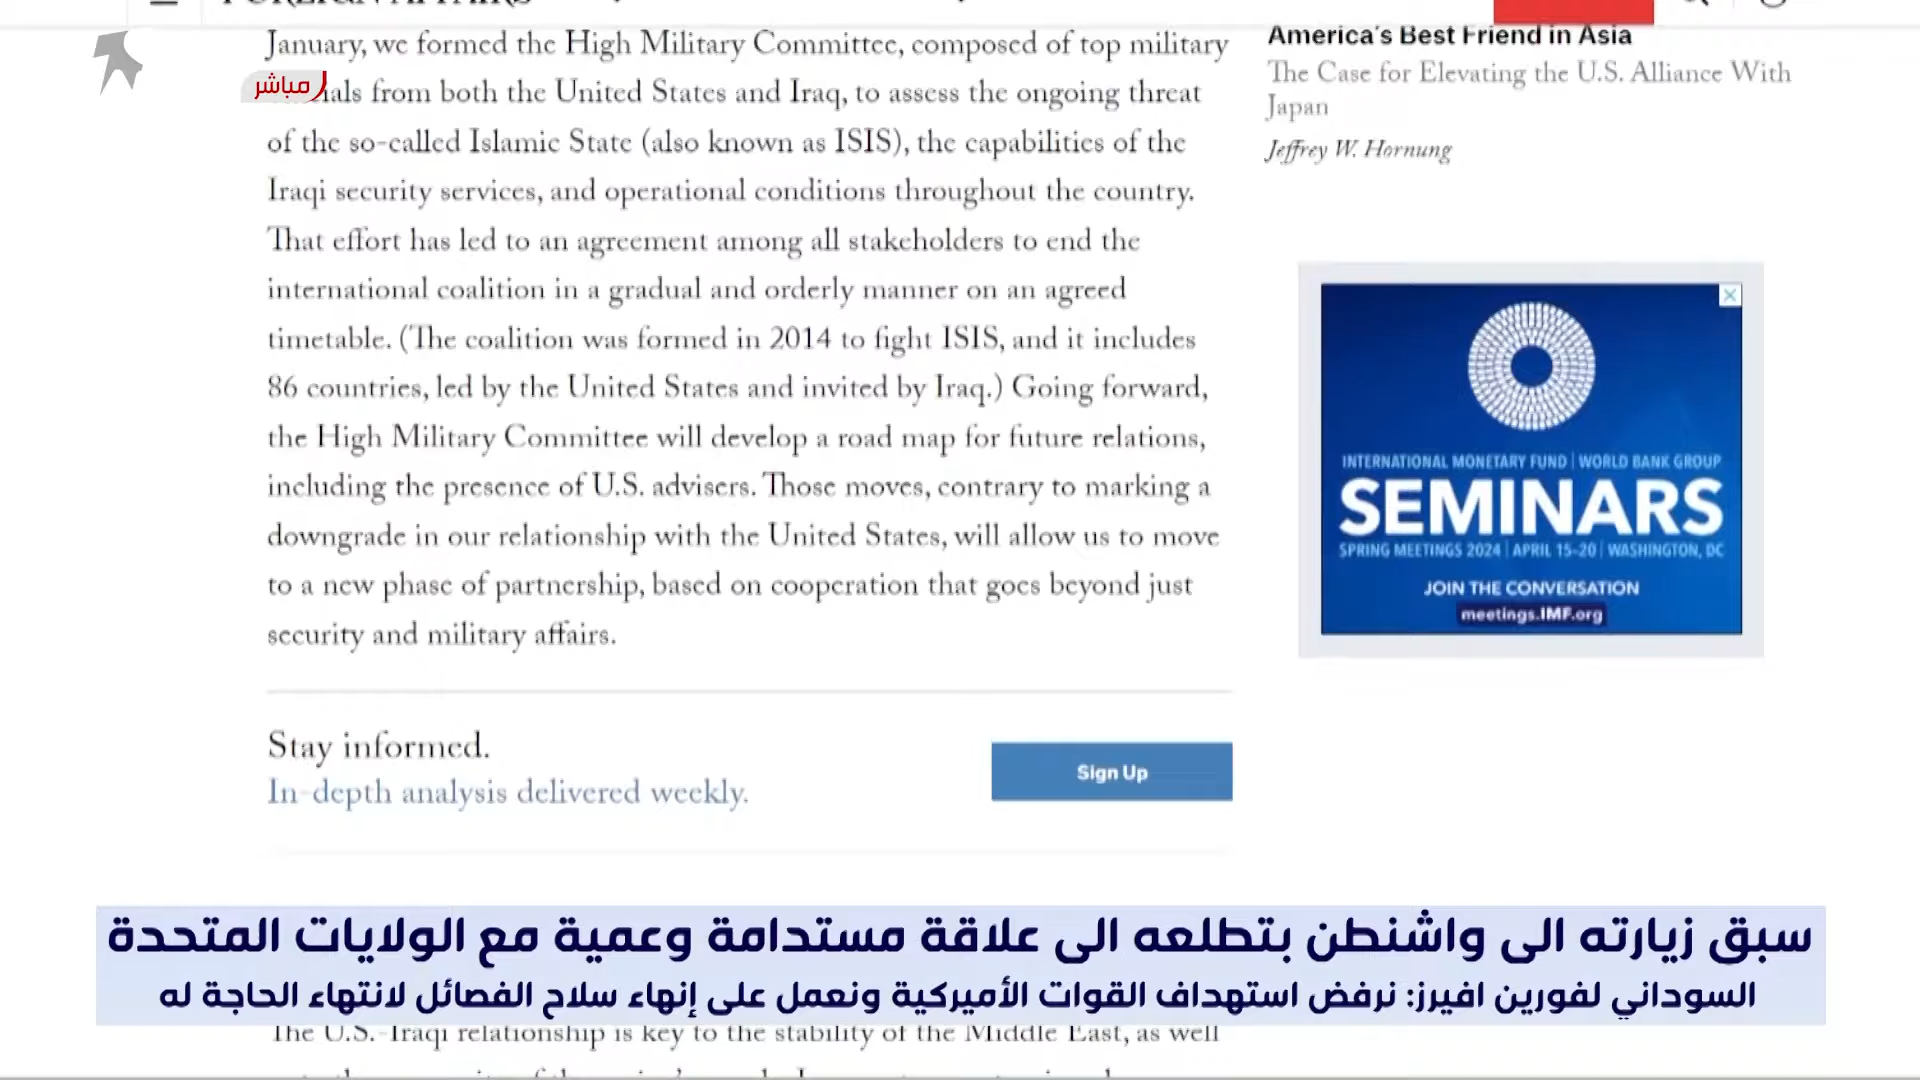 FOREIGN AFFAIRS
January, we formed the High Military Committee, composed of top military
مباشر
from both the United States and Iraq, to assess the ongoing threat
of the so-called Islamic State (also known as ISIS), the capabilities of the
Iraqi security services, and operational conditions throughout the country.
That effort has led to an agreement among all stakeholders to end the
international coalition in a gradual and orderly manner on an agreed
timetable. (The coalition was formed in 2014 to fight ISIS, and it includes
86 countries, led by the United States and invited by Iraq.) Going forward,
the High Military Committee will develop a road map for future relations,
including the presence of U.S. advisers. Those moves, contrary to marking a
downgrade in our relationship with the United States, will allow us to move
to a new phase of partnership, based on cooperation that goes beyond just
security and military affairs.
Stay informed.
In-depth analysis delivered weekly.
Sign Up
America's Best Friend in Asia
The Case for Elevating the U.S. Alliance With
Japan
Jeffrey W. Hornung
INTERNATIONAL MONETARY FUND | WORLD BANK GROUP
SEMINARS
SPRING MEETINGS 2024 | APRIL 15-20 | WASHINGTON, DC
JOIN THE CONVERSATION
meetings.IMF.org
سبق زيارته الى واشنطن بتطلعه الى علاقة مستدامة وعمية مع الولايات المتحدة
السوداني لفورين افيرز: نرفض استهداف القوات الأميركية ونعمل على إنهاء سلاح الفصائل لانتهاء الحاجة له
The U.S.-Iraqi relationship is key to the stability of the Middle East, as well